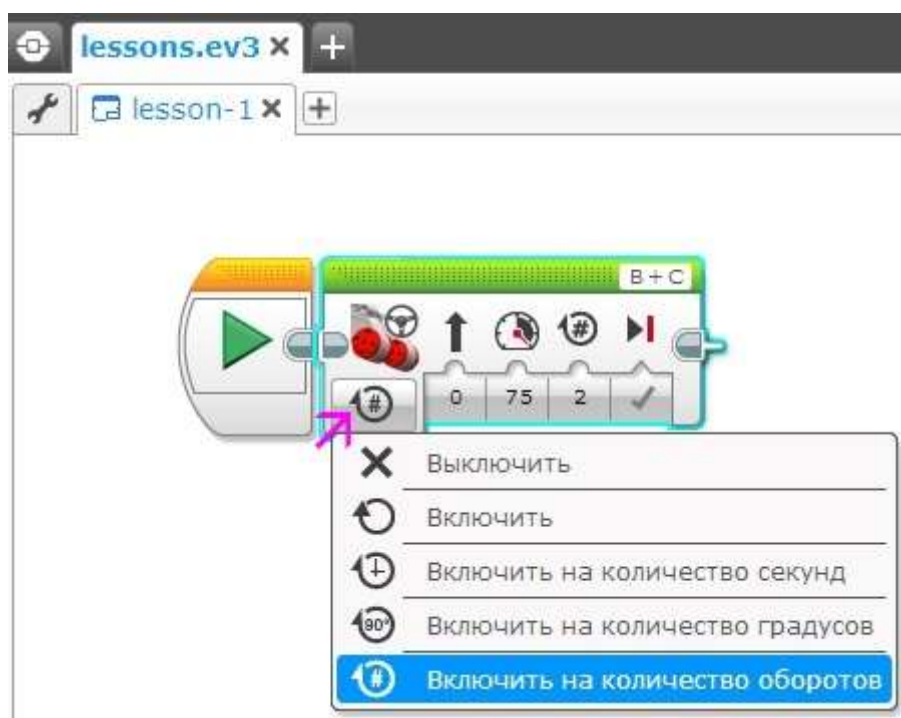 lessons.ev3
lesson-1
B+C
#
#
0 75 2
Выключить
Включить
Включить на количество секунд
90° Включить на количество градусов
# Включить на количество оборотов